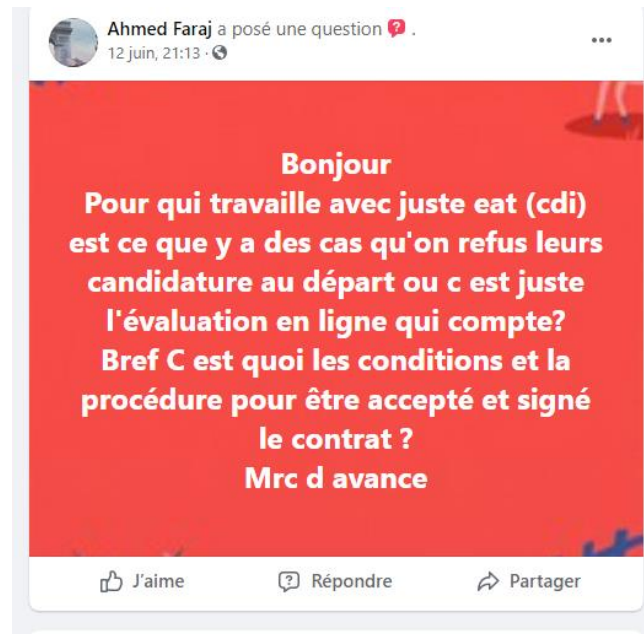 Ahmed Faraj a posé une question .
12 juin, 21:13 ·
Bonjour
Pour qui travaille avec juste eat (cdi)
est ce que y a des cas qu'on refus leurs
candidature au départ ou c est juste
l'évaluation en ligne qui compte?
Bref C est quoi les conditions et la
procédure pour être accepté et signé
le contrat ?
Mrc d avance
J'aime
Répondre
Partager